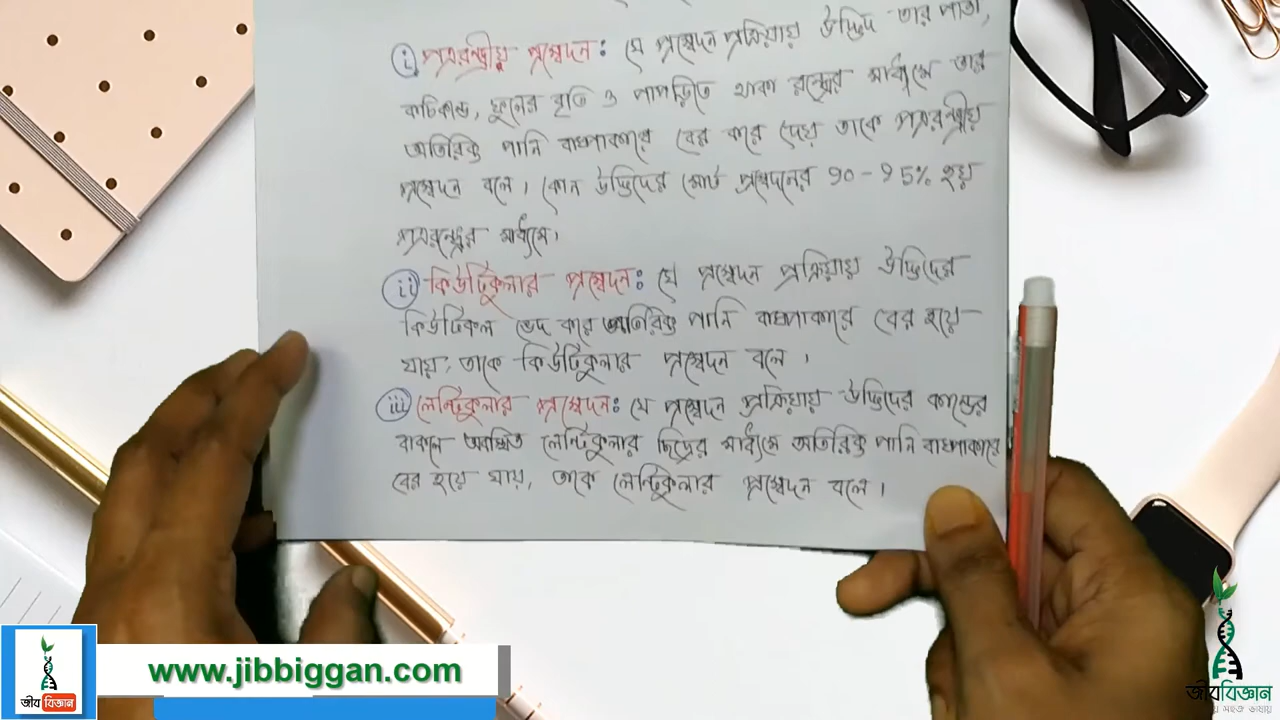 i পত্ররন্ধ্রীয় প্রস্বেদন: যে প্রস্বেদন প্রক্রিয়ায় উদ্ভিদ তার পাতা,
কচিকান্ড, ফুলের বৃতি ও পাপড়িতে থাকা রন্ধ্রের মাধ্যমে তার
অতিরিক্ত পানি বাষ্পাকারে বের করে দেয় তাকে পত্ররন্ধ্রীয়
প্রস্বেদন বলে। কোন উদ্ভিদের মোট প্রস্বেদনের 90-95% হয়
পত্ররন্ধ্রের মাধ্যমে।
ii কিউটিকুলার প্রস্বেদন: যে প্রস্বেদন প্রক্রিয়ায় উদ্ভিদের
কিউটিকল ভেদ করে অতিরিক্ত পানি বাষ্পাকারে বের হয়ে
যায়, তাকে কিউটিকুলার প্রস্বেদন বলে।
iii লেন্টিকুলার প্রস্বেদন: যে প্রস্বেদন প্রক্রিয়ায় উদ্ভিদের কান্ডের
বাকলে অবস্থিত লেন্টিকুলার ছিদ্রের মাধ্যমে অতিরিক্ত পানি বাষ্পাকারে
বের হয়ে যায়, তাকে লেন্টিকুলার প্রস্বেদন বলে।
www.jibbiggan.com
জীব বিজ্ঞান
জীববিজ্ঞান
সহজ ভাষায়